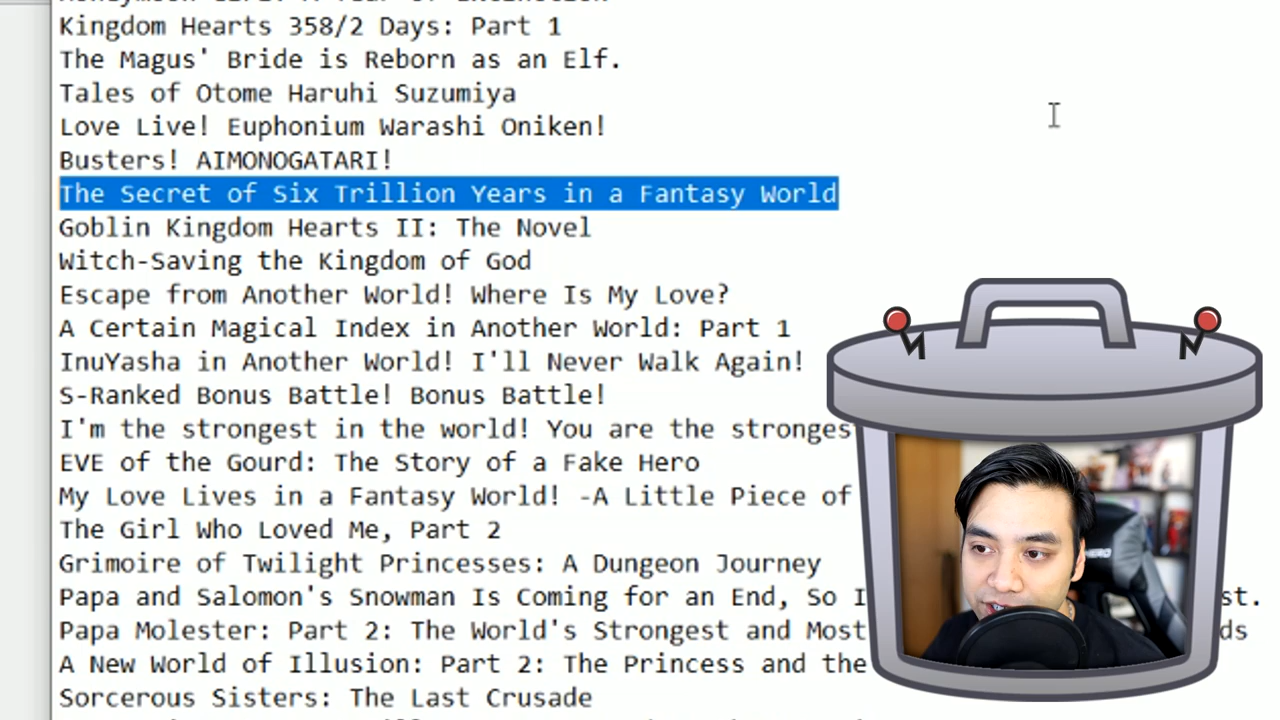 Kingdom Hearts 358/2 Days: Part 1
The Magus' Bride is Reborn as an Elf.
Tales of Otome Haruhi Suzumiya
Love Live! Euphonium Warashi Oniken!
Busters! AIMONOGATARI!
The Secret of Six Trillion Years in a Fantasy World
Goblin Kingdom Hearts II: The Novel
Witch-Saving the Kingdom of God
Escape from Another World! Where Is My Love?
A Certain Magical Index in Another World: Part 1
InuYasha in Another World! I'll Never Walk Again!
S-Ranked Bonus Battle! Bonus Battle!
I'm the strongest in the world! You are the stronges
EVE of the Gourd: The Story of a Fake Hero
My Love Lives in a Fantasy World! -A Little Piece of
The Girl Who Loved Me, Part 2
Grimoire of Twilight Princesses: A Dungeon Journey
Papa and Salomon's Snowman Is Coming for an End, So I st.
Papa Molester: Part 2: The World's Strongest and Most ds
A New World of Illusion: Part 2: The Princess and the
Sorcerous Sisters: The Last Crusade